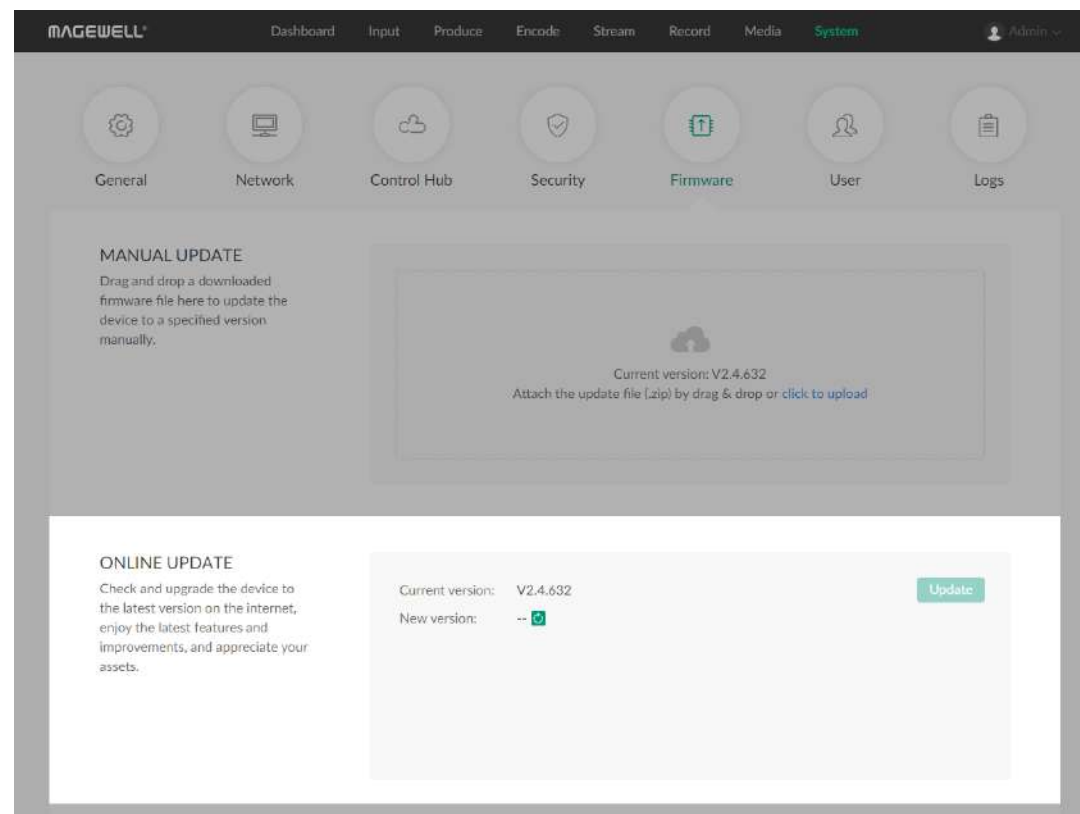 MAGEWELL® Dashboard Input Produce Encode Stream Record Media System Admin
General Network Control Hub Security Firmware User Logs
MANUAL UPDATE
Drag and drop a downloaded
firmware file here to update the
device to a specified version
manually.
Current version: V2.4.632
Attach the update file (.zip) by drag & drop or click to upload
ONLINE UPDATE
Check and upgrade the device to
the latest version on the internet,
enjoy the latest features and
improvements, and appreciate your
assets.
Current version: V2.4.632
New version: --
Update